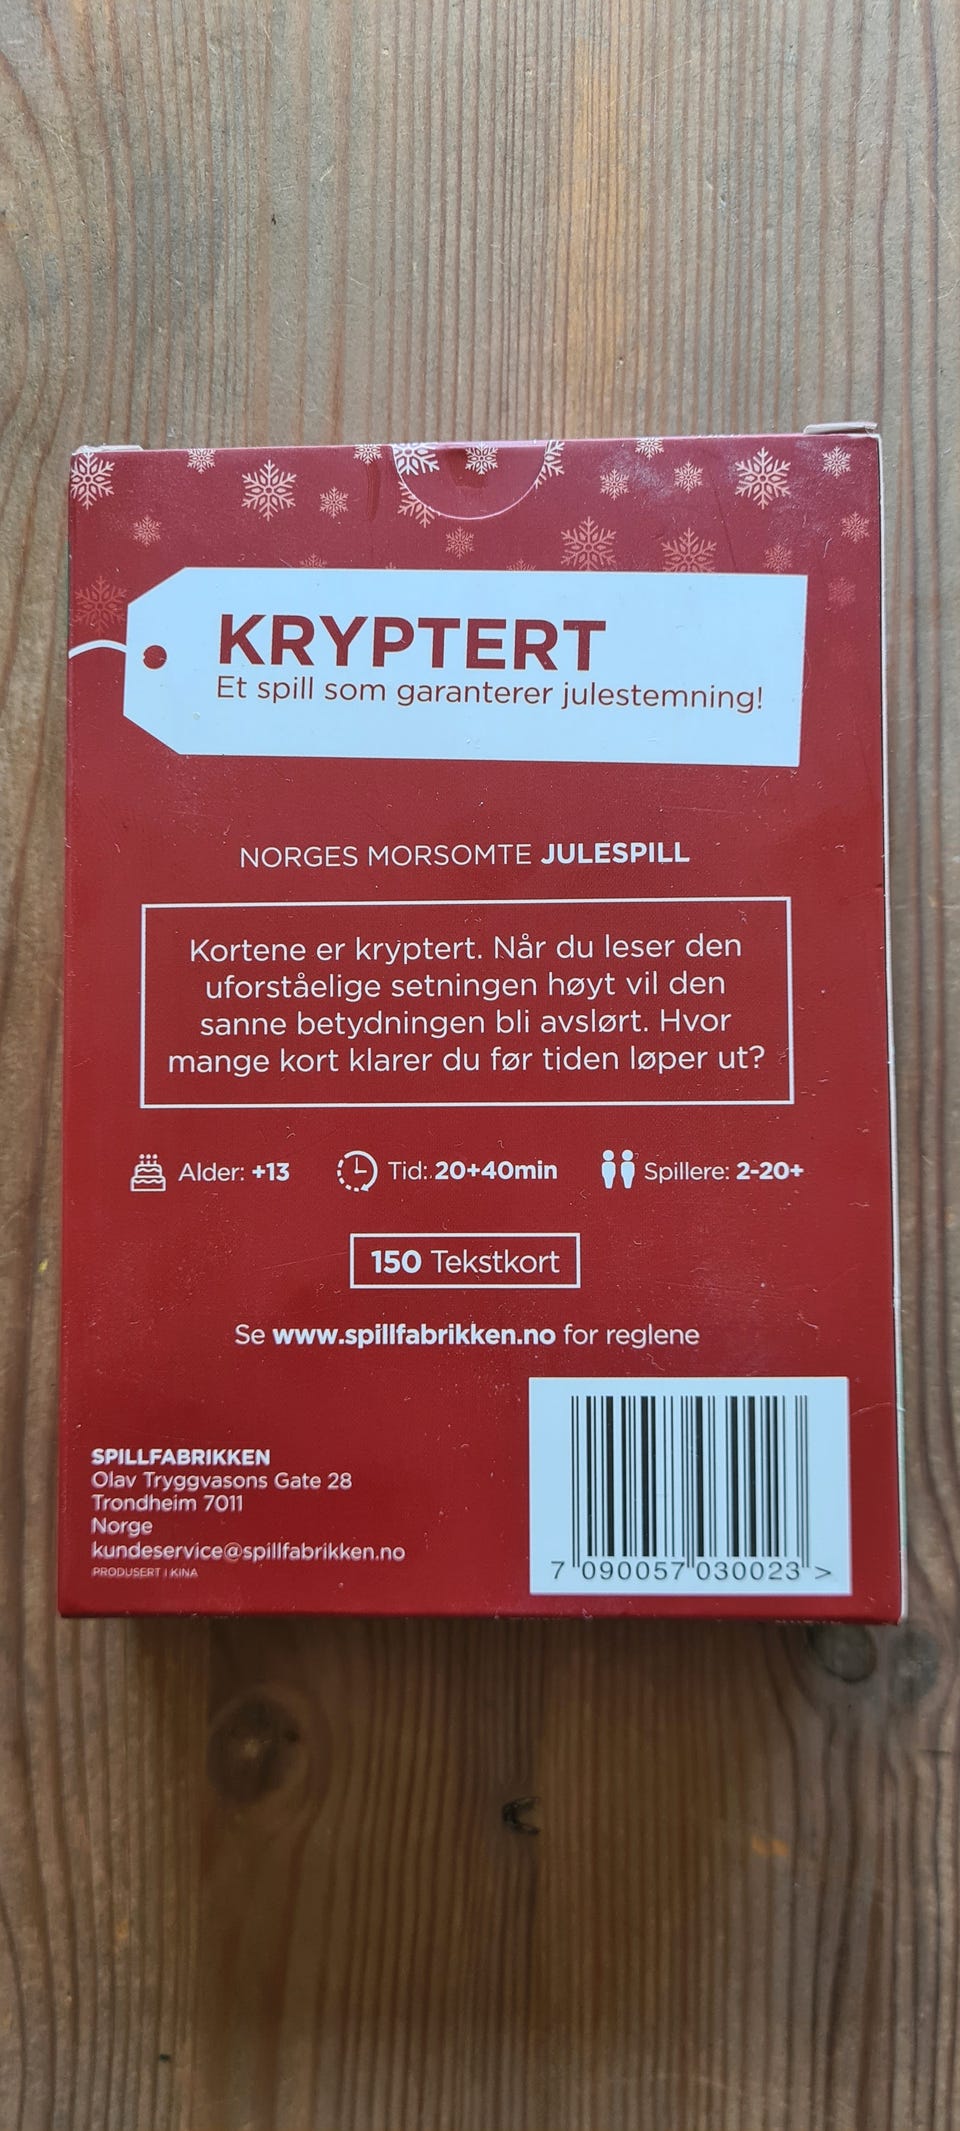 KRYPTERT
Et spill som garanterer julestemning!
NORGES MORSOMTE JULESPILL
Kortene er kryptert. Når du leser den
uforståelige setningen høyt vil den
sanne betydningen bli avslørt. Hvor
mange kort klarer du før tiden løper ut?
Alder: +13 Tid: 20+40min Spillere: 2-20+
150 Tekstkort
Se www.spillfabrikken.no for reglene
SPILLFABRIKKEN
Olav Tryggvasons Gate 28
Trondheim 7011
Norge
kundeservice@spillfabrikken.no
PRODUSERT I KINA
7 090057 030023 >